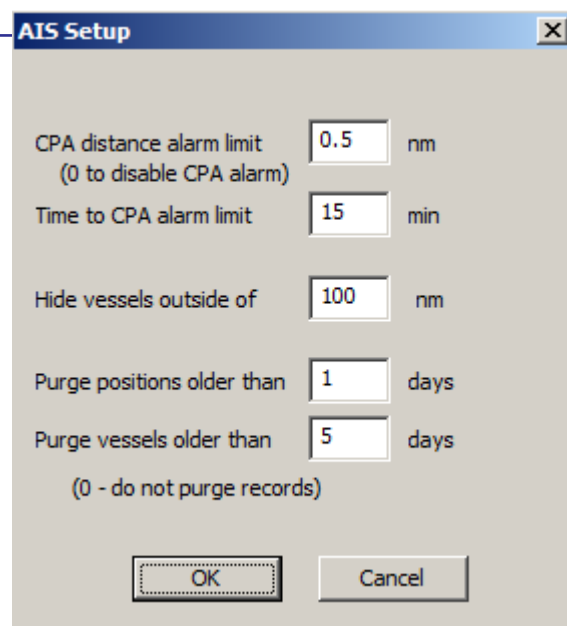 AIS Setup
CPA distance alarm limit 0.5 nm
(0 to disable CPA alarm)
Time to CPA alarm limit 15 min
Hide vessels outside of 100 nm
Purge positions older than 1 days
Purge vessels older than 5 days
(0 - do not purge records)
OK Cancel